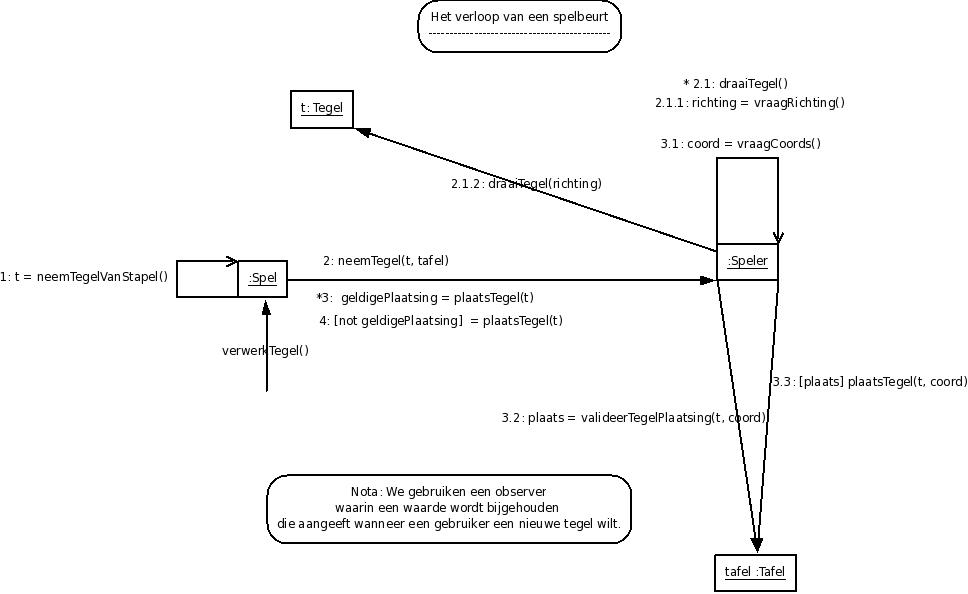 Het verloop van een spelbeurt
* 2.1: draaiTegel()
2.1.1: richting = vraagRichting()
t: Tegel
3.1: coord = vraagCoords()
2.1.2: draaiTegel(richting)
2: neemTegel(t, tafel)
:Speler
1: t = neemTegelVanStapel()
:Spel
*3:  geldigePlaatsing = plaatsTegel(t)
4: [not geldigePlaatsing]  = plaatsTegel(t)
verwerkTegel()
3.3: [plaats] plaatsTegel(t, coord)
3.2: plaats = valideerTegelPlaatsing(t, coord)
Nota: We gebruiken een observer
waarin een waarde wordt bijgehouden
die aangeeft wanneer een gebruiker een nieuwe tegel wilt.
tafel :Tafel